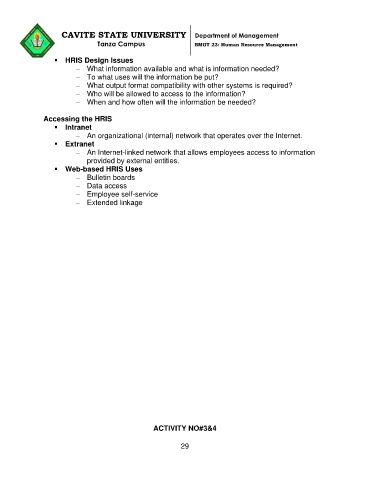 CAVITE STATE UNIVERSITY
Tanza Campus
Department of Management
BMGT 23: Human Resource Management
▪ HRIS Design Issues
– What information available and what is information needed?
– To what uses will the information be put?
– What output format compatibility with other systems is required?
– Who will be allowed to access to the information?
– When and how often will the information be needed?
Accessing the HRIS
▪ Intranet
– An organizational (internal) network that operates over the Internet.
▪ Extranet
– An Internet-linked network that allows employees access to information
provided by external entities.
▪ Web-based HRIS Uses
– Bulletin boards
– Data access
– Employee self-service
– Extended linkage
ACTIVITY NO#3&4
29